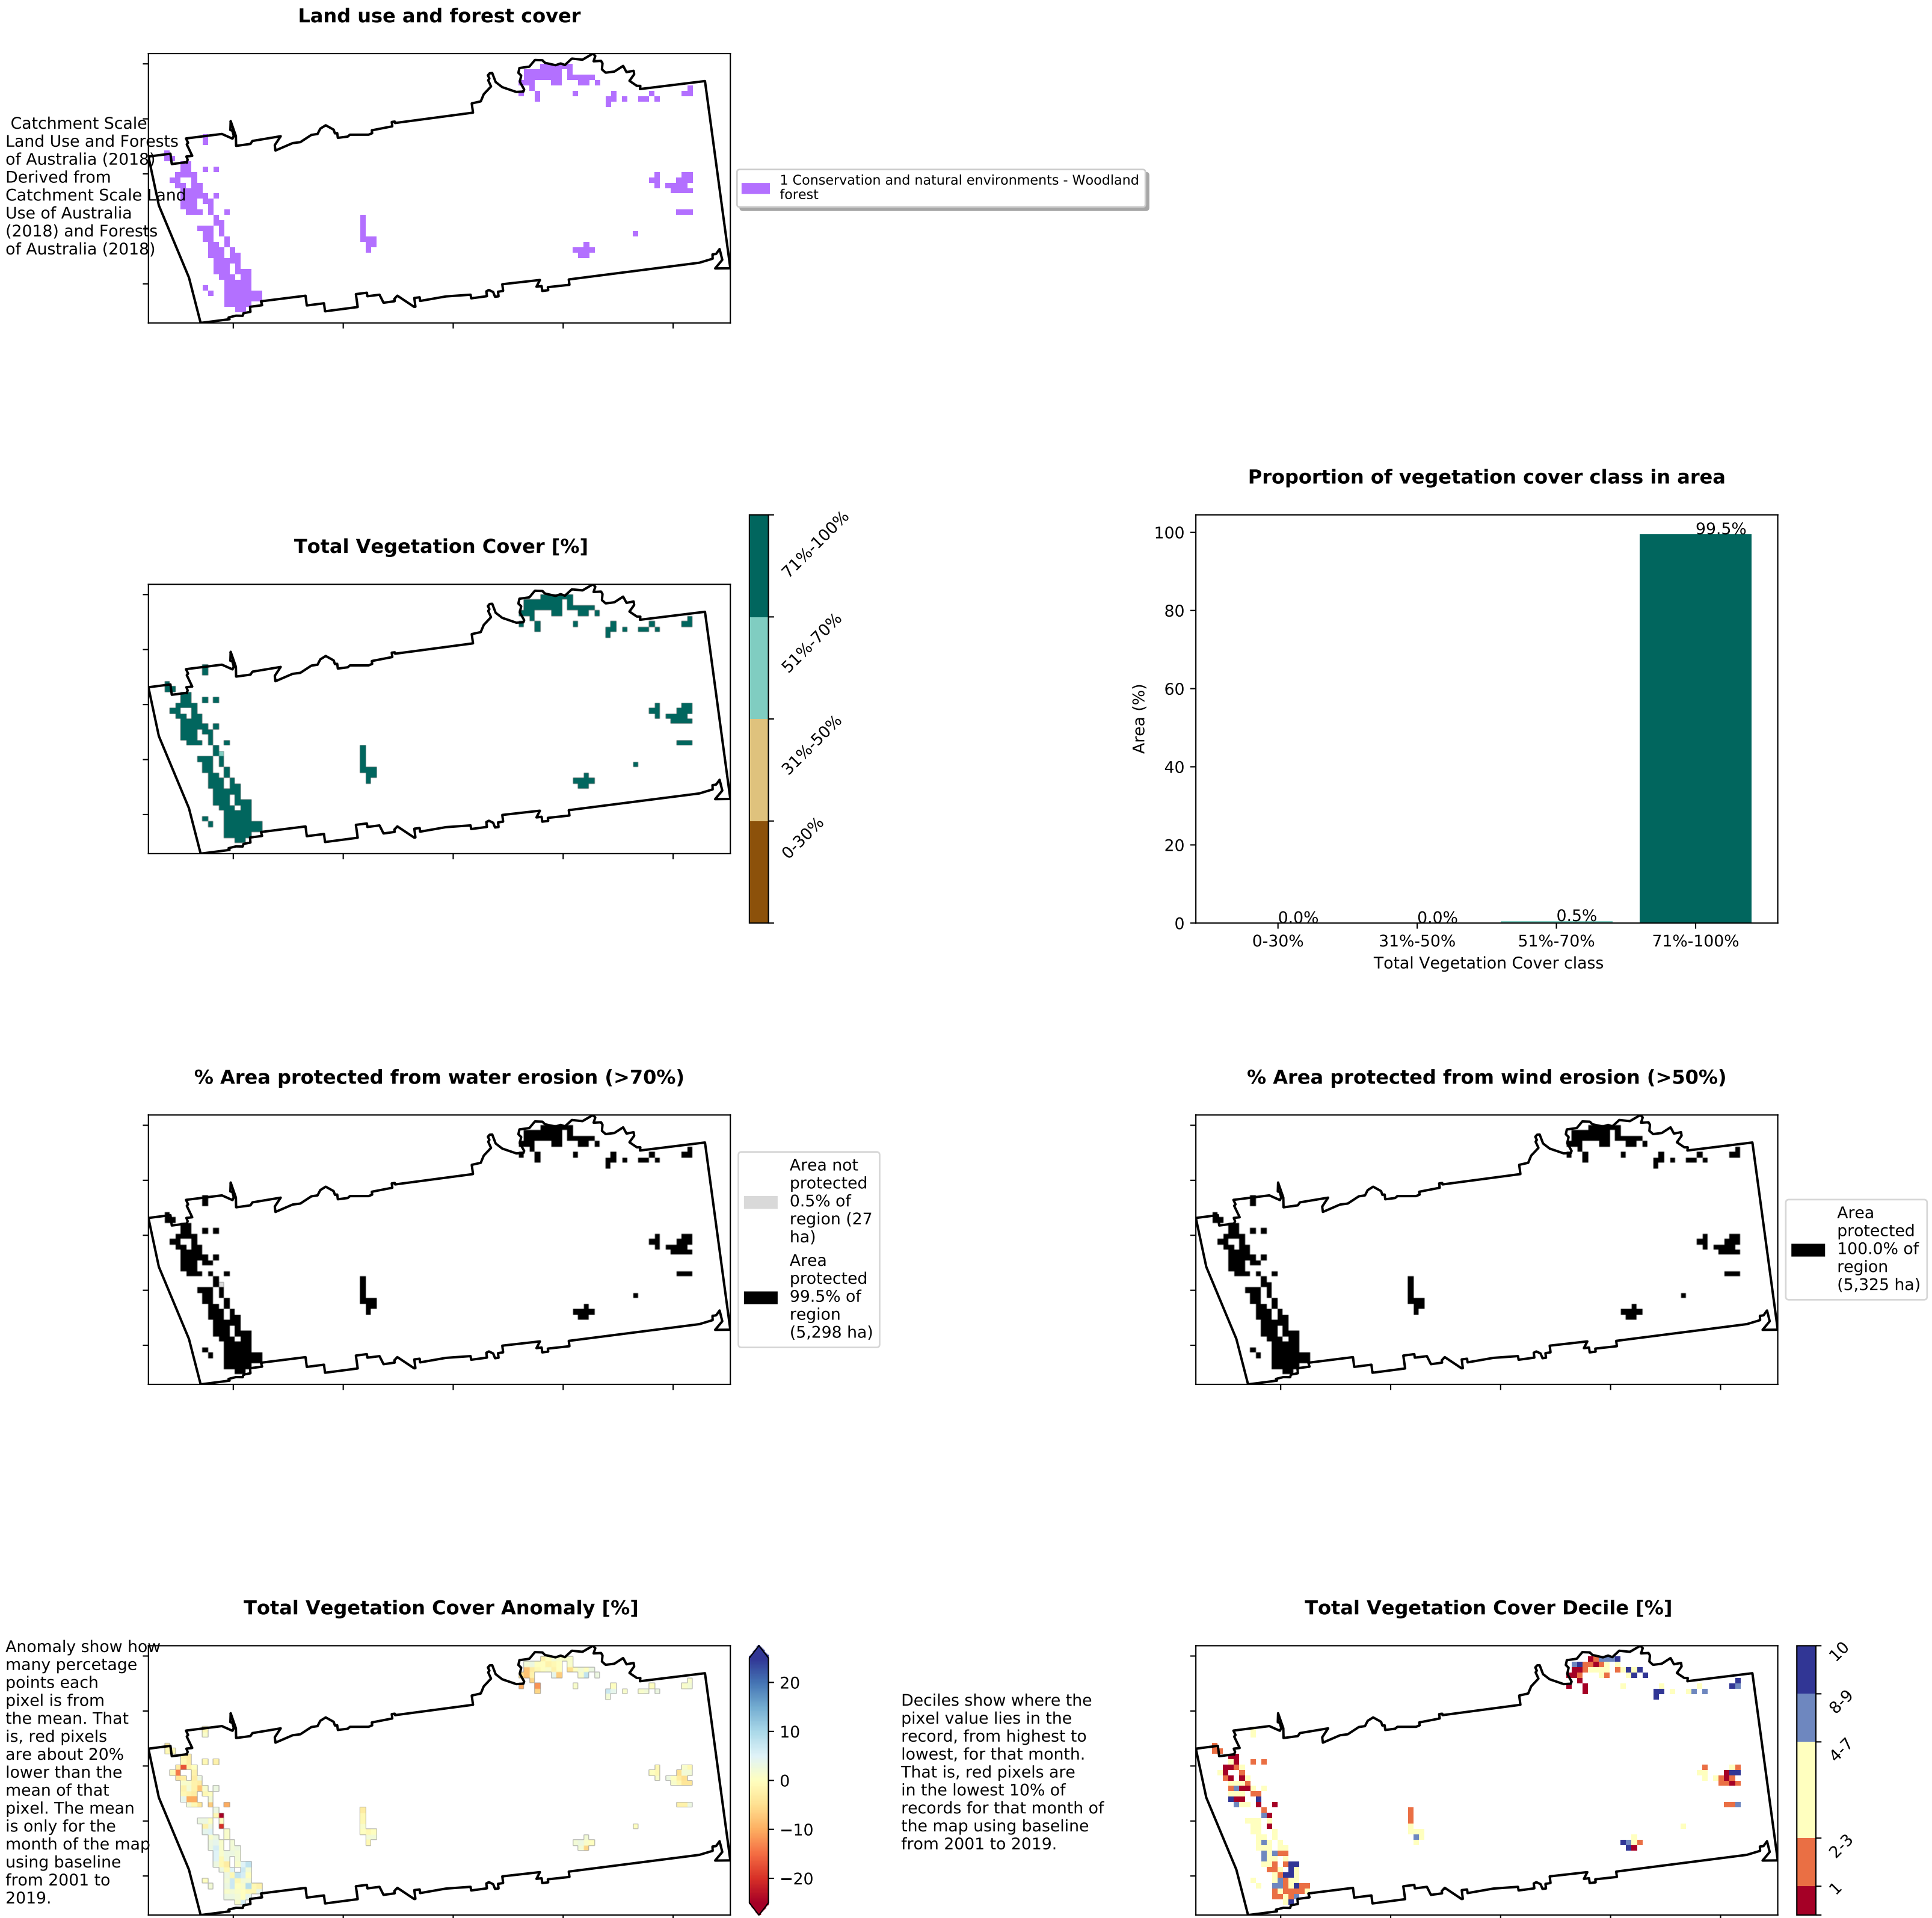 Land use and forest cover
Catchment Scale
Land Use and Forests
of Australia (2018)
Derived from
Catchment Scale Land
Use of Australia
(2018) and Forests
of Australia (2018)
1 Conservation and natural environments - Woodland
forest
Total Vegetation Cover [%]
71%-100%
51%-70%
31%-50%
0-30%
Proportion of vegetation cover class in area
Area (%)
100
80
60
40
20
0
0.0%
0.0%
0.5%
99.5%
0-30%
31%-50%
51%-70%
71%-100%
Total Vegetation Cover class
% Area protected from water erosion (>70%)
Area not
protected
0.5% of
region (27
ha)
Area
protected
99.5% of
region
(5,298 ha)
% Area protected from wind erosion (>50%)
Area
protected
100.0% of
region
(5,325 ha)
Total Vegetation Cover Anomaly [%]
Anomaly show how
many percetage
points each
pixel is from
the mean. That
is, red pixels
are about 20%
lower than the
mean of that
pixel. The mean
is only for the
month of the map
using baseline
from 2001 to
2019.
20
10
0
−10
−20
Deciles show where the
pixel value lies in the
record, from highest to
lowest, for that month.
That is, red pixels are
in the lowest 10% of
records for that month of
the map using baseline
from 2001 to 2019.
Total Vegetation Cover Decile [%]
10
8-9
4-7
2-3
1